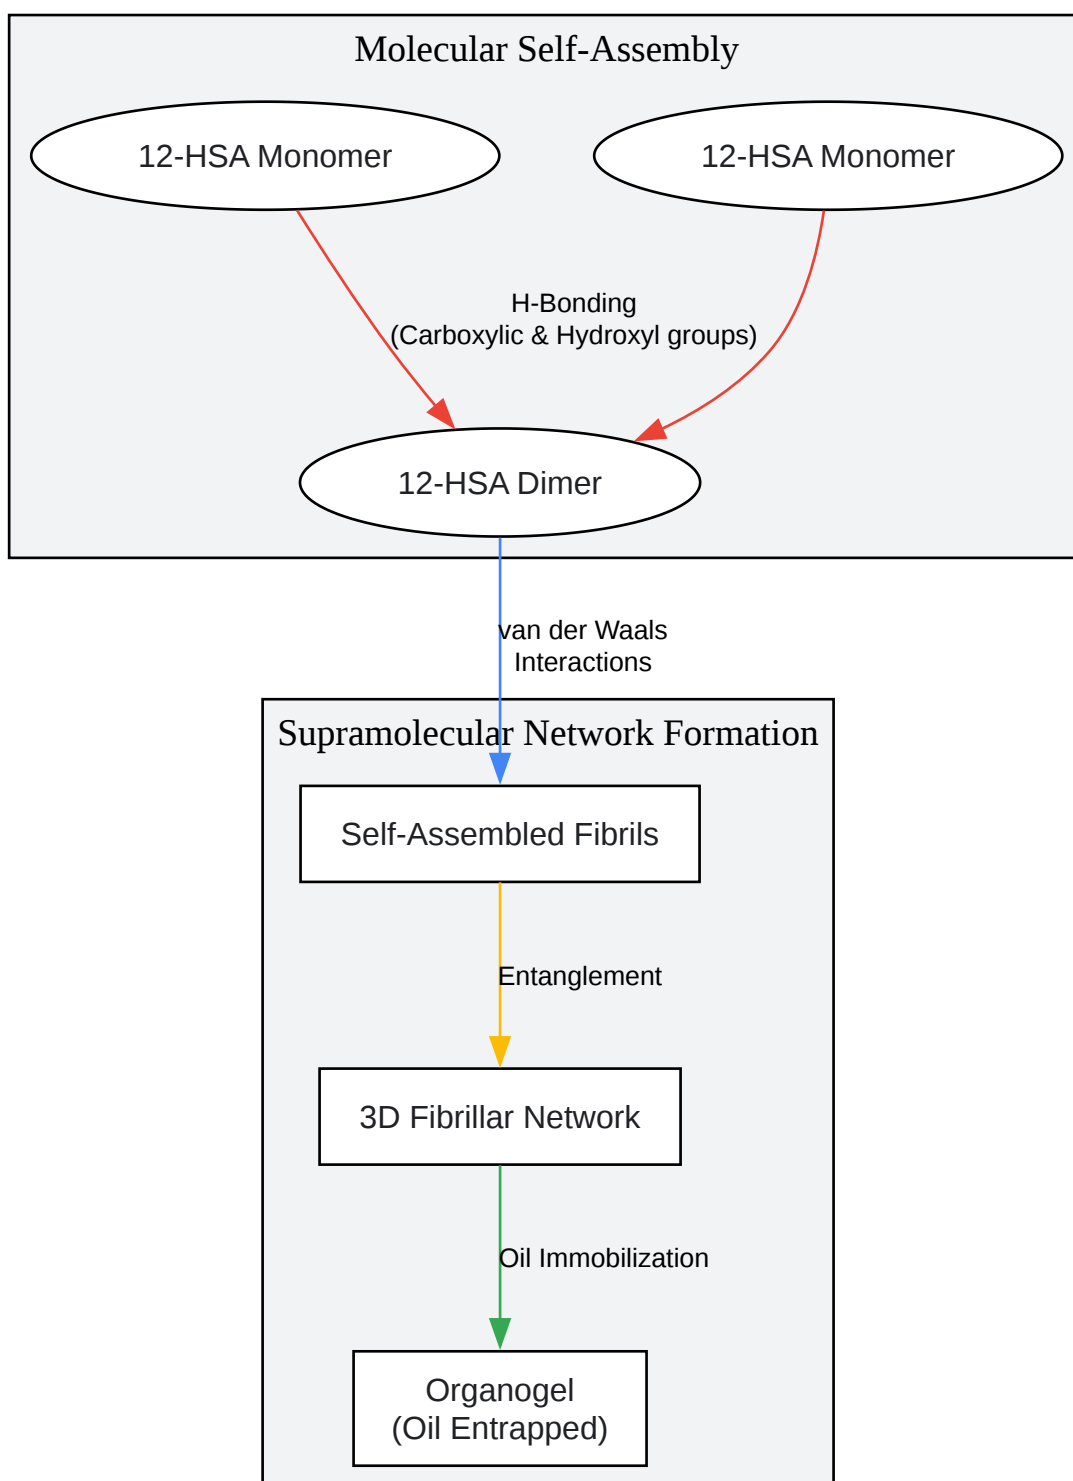 Molecular Self-Assembly
12-HSA Monomer
12-HSA Monomer
H-Bonding
(Carboxylic & Hydroxyl groups)
12-HSA Dimer
van der Waals
Interactions
Supramolecular Network Formation
Self-Assembled Fibrils
Entanglement
3D Fibrillar Network
Oil Immobilization
Organogel
(Oil Entrapped)